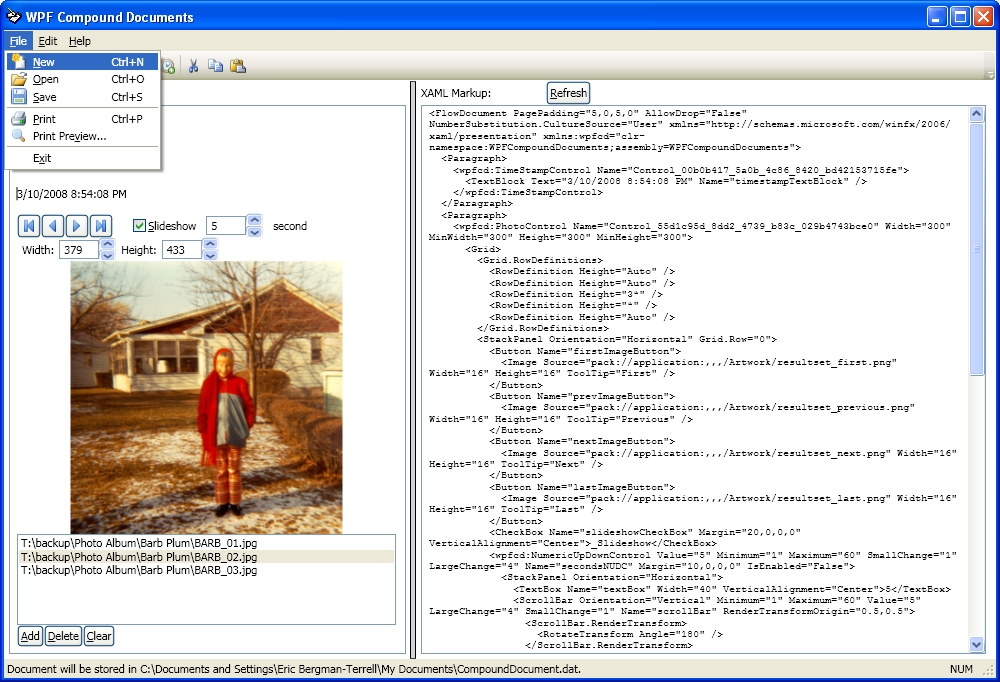 WPF Compound Documents
File Edit Help
New Ctrl+N
Open Ctrl+O
Save Ctrl+S
Print Ctrl+P
Print Preview...
Exit
3/10/2008 8:54:08 PM
Slideshow 5 second
Width: 379 Height: 433
T:\backup\Photo Album\Barb Plum\BARB_01.jpg
T:\backup\Photo Album\Barb Plum\BARB_02.jpg
T:\backup\Photo Album\Barb Plum\BARB_03.jpg
Add Delete Clear
XAML Markup: Refresh
<FlowDocument PagePadding="5,0,5,0" AllowDrop="False"
NumberSubstitution.CultureSource="User" xmlns="http://schemas.microsoft.com/winfx/2006/
xaml/presentation" xmlns:wpfcd="clr-
namespace:WPFCompoundDocuments;assembly=WPFCompoundDocuments">
<Paragraph>
<wpfcd:TimeStampControl Name="Control_00b0b417_5a0b_4c86_8420_bd42153715fe">
<TextBlock Text="3/10/2008 8:54:08 PM" Name="timestampTextBlock" />
</wpfcd:TimeStampControl>
</Paragraph>
<Paragraph>
<wpfcd:PhotoControl Name="Control_55d1c95d_8dd2_4739_b83c_029b4743bce0" Width="300"
MinWidth="300" Height="300" MinHeight="300">
<Grid>
<Grid.RowDefinitions>
<RowDefinition Height="Auto" />
<RowDefinition Height="Auto" />
<RowDefinition Height="3*" />
<RowDefinition Height="*" />
<RowDefinition Height="Auto" />
</Grid.RowDefinitions>
<StackPanel Orientation="Horizontal" Grid.Row="0">
<Button Name="firstImageButton">
<Image Source="pack://application:,,,/Artwork/resultset_first.png"
Width="16" Height="16" ToolTip="First" />
</Button>
<Button Name="prevImageButton">
<Image Source="pack://application:,,,/Artwork/resultset_previous.png"
Width="16" Height="16" ToolTip="Previous" />
</Button>
<Button Name="nextImageButton">
<Image Source="pack://application:,,,/Artwork/resultset_next.png" Width="16"
Height="16" ToolTip="Next" />
</Button>
<Button Name="lastImageButton">
<Image Source="pack://application:,,,/Artwork/resultset_last.png" Width="16"
Height="16" ToolTip="Last" />
</Button>
<CheckBox Name="slideshowCheckBox" Margin="20,0,0,0"
VerticalAlignment="Center">_Slideshow</CheckBox>
<wpfcd:NumericUpDownControl Value="5" Minimum="1" Maximum="60" SmallChange="1"
LargeChange="4" Name="secondsNUDC" Margin="10,0,0,0" IsEnabled="False">
<StackPanel Orientation="Horizontal">
<TextBox Name="textBox" Width="40" VerticalAlignment="Center">5</TextBox>
<ScrollBar Orientation="Vertical" Minimum="1" Maximum="60" Value="5"
LargeChange="4" SmallChange="1" Name="scrollBar" RenderTransformOrigin="0.5,0.5">
<ScrollBar.RenderTransform>
<RotateTransform Angle="180" />
</ScrollBar.RenderTransform>
Document will be stored in C:\Documents and Settings\Eric Bergman-Terrell\My Documents\CompoundDocument.dat. NUM